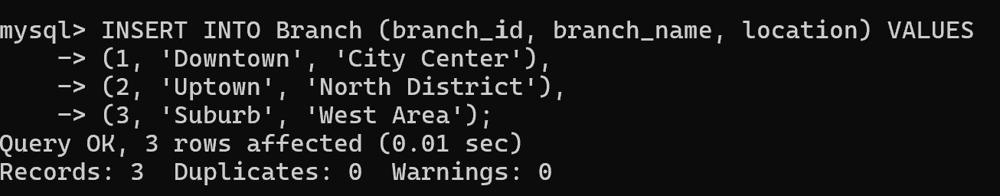 mysql> INSERT INTO Branch (branch_id, branch_name, location) VALUES
    -> (1, 'Downtown', 'City Center'),
    -> (2, 'Uptown', 'North District'),
    -> (3, 'Suburb', 'West Area');
Query OK, 3 rows affected (0.01 sec)
Records: 3  Duplicates: 0  Warnings: 0